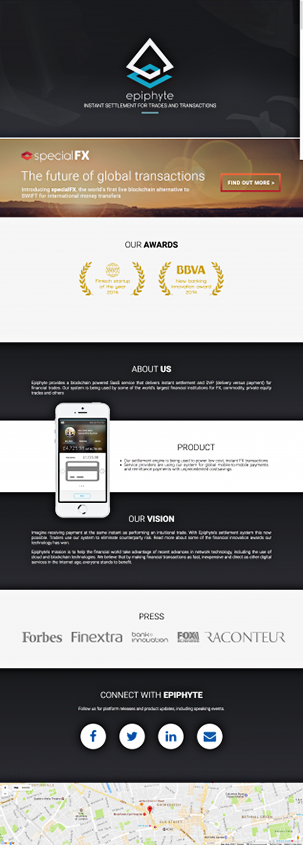 epiphyte
INSTANT SETTLEMENT FOR TRADES AND TRANSACTIONS
specialFX
The future of global transactions
Introducing specialFX, the world's first live blockchain alternative to
SWIFT for international money transfers
FIND OUT MORE >
OUR AWARDS
Fintech startup
of the year
BBVA
New banking
innovation award
ABOUT US
Epiphyte provides a blockchain powered SaaS service that delivers instant settlement and DVP (delivery versus payment) for
financial trades. Our system is being used by some of the world's largest financial institutions for FX, commodity, private equity
trades and others
PRODUCT
Our settlement engine is being used to power low cost, instant FX transactions
Service providers are using our system for global mobile-to-mobile payments
and remittance payments with unprecedented cost savings
OUR VISION
Imagine receiving payment at the same instant as performing an intuitional trade. With Epiphyte's settlement system this now
possible. Traders use our system to eliminate counterparty risk. Read more about some of the financial innovation awards our
technology has won.
Epiphytes mission is to help the financial world take advantage of recent advances in network technology, including the use of
cloud and blockchain technologies. We believe that by making financial transactions as fast, inexpensive and direct as other digital
services in the Internet age, everyone stands to benefit.
PRESS
Forbes Finextra bank innovation FOX BUSINESS RACONTEUR
CONNECT WITH EPIPHYTE
Follow us for platform releases and product updates, including speaking events